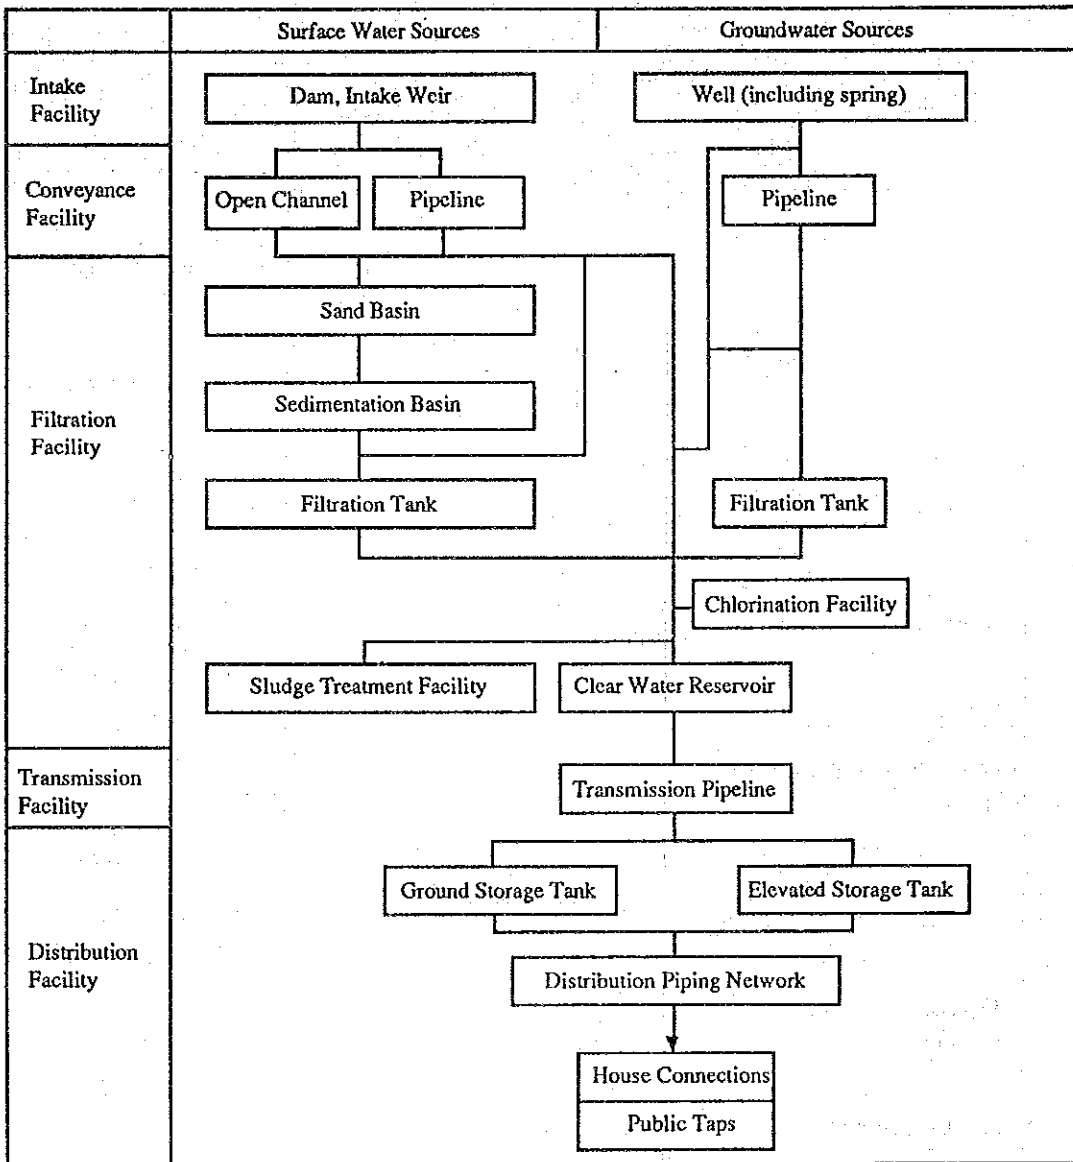 Surface Water Sources
Groundwater Sources
Intake
Facility
Dam, Intake Weir
Well (including spring)
Conveyance
Facility
Open Channel
Pipeline
Pipeline
Filtration
Facility
Sand Basin
Sedimentation Basin
Filtration Tank
Filtration Tank
Chlorination Facility
Sludge Treatment Facility
Clear Water Reservoir
Transmission
Facility
Transmission Pipeline
Distribution
Facility
Ground Storage Tank
Elevated Storage Tank
Distribution Piping Network
House Connections
Public Taps